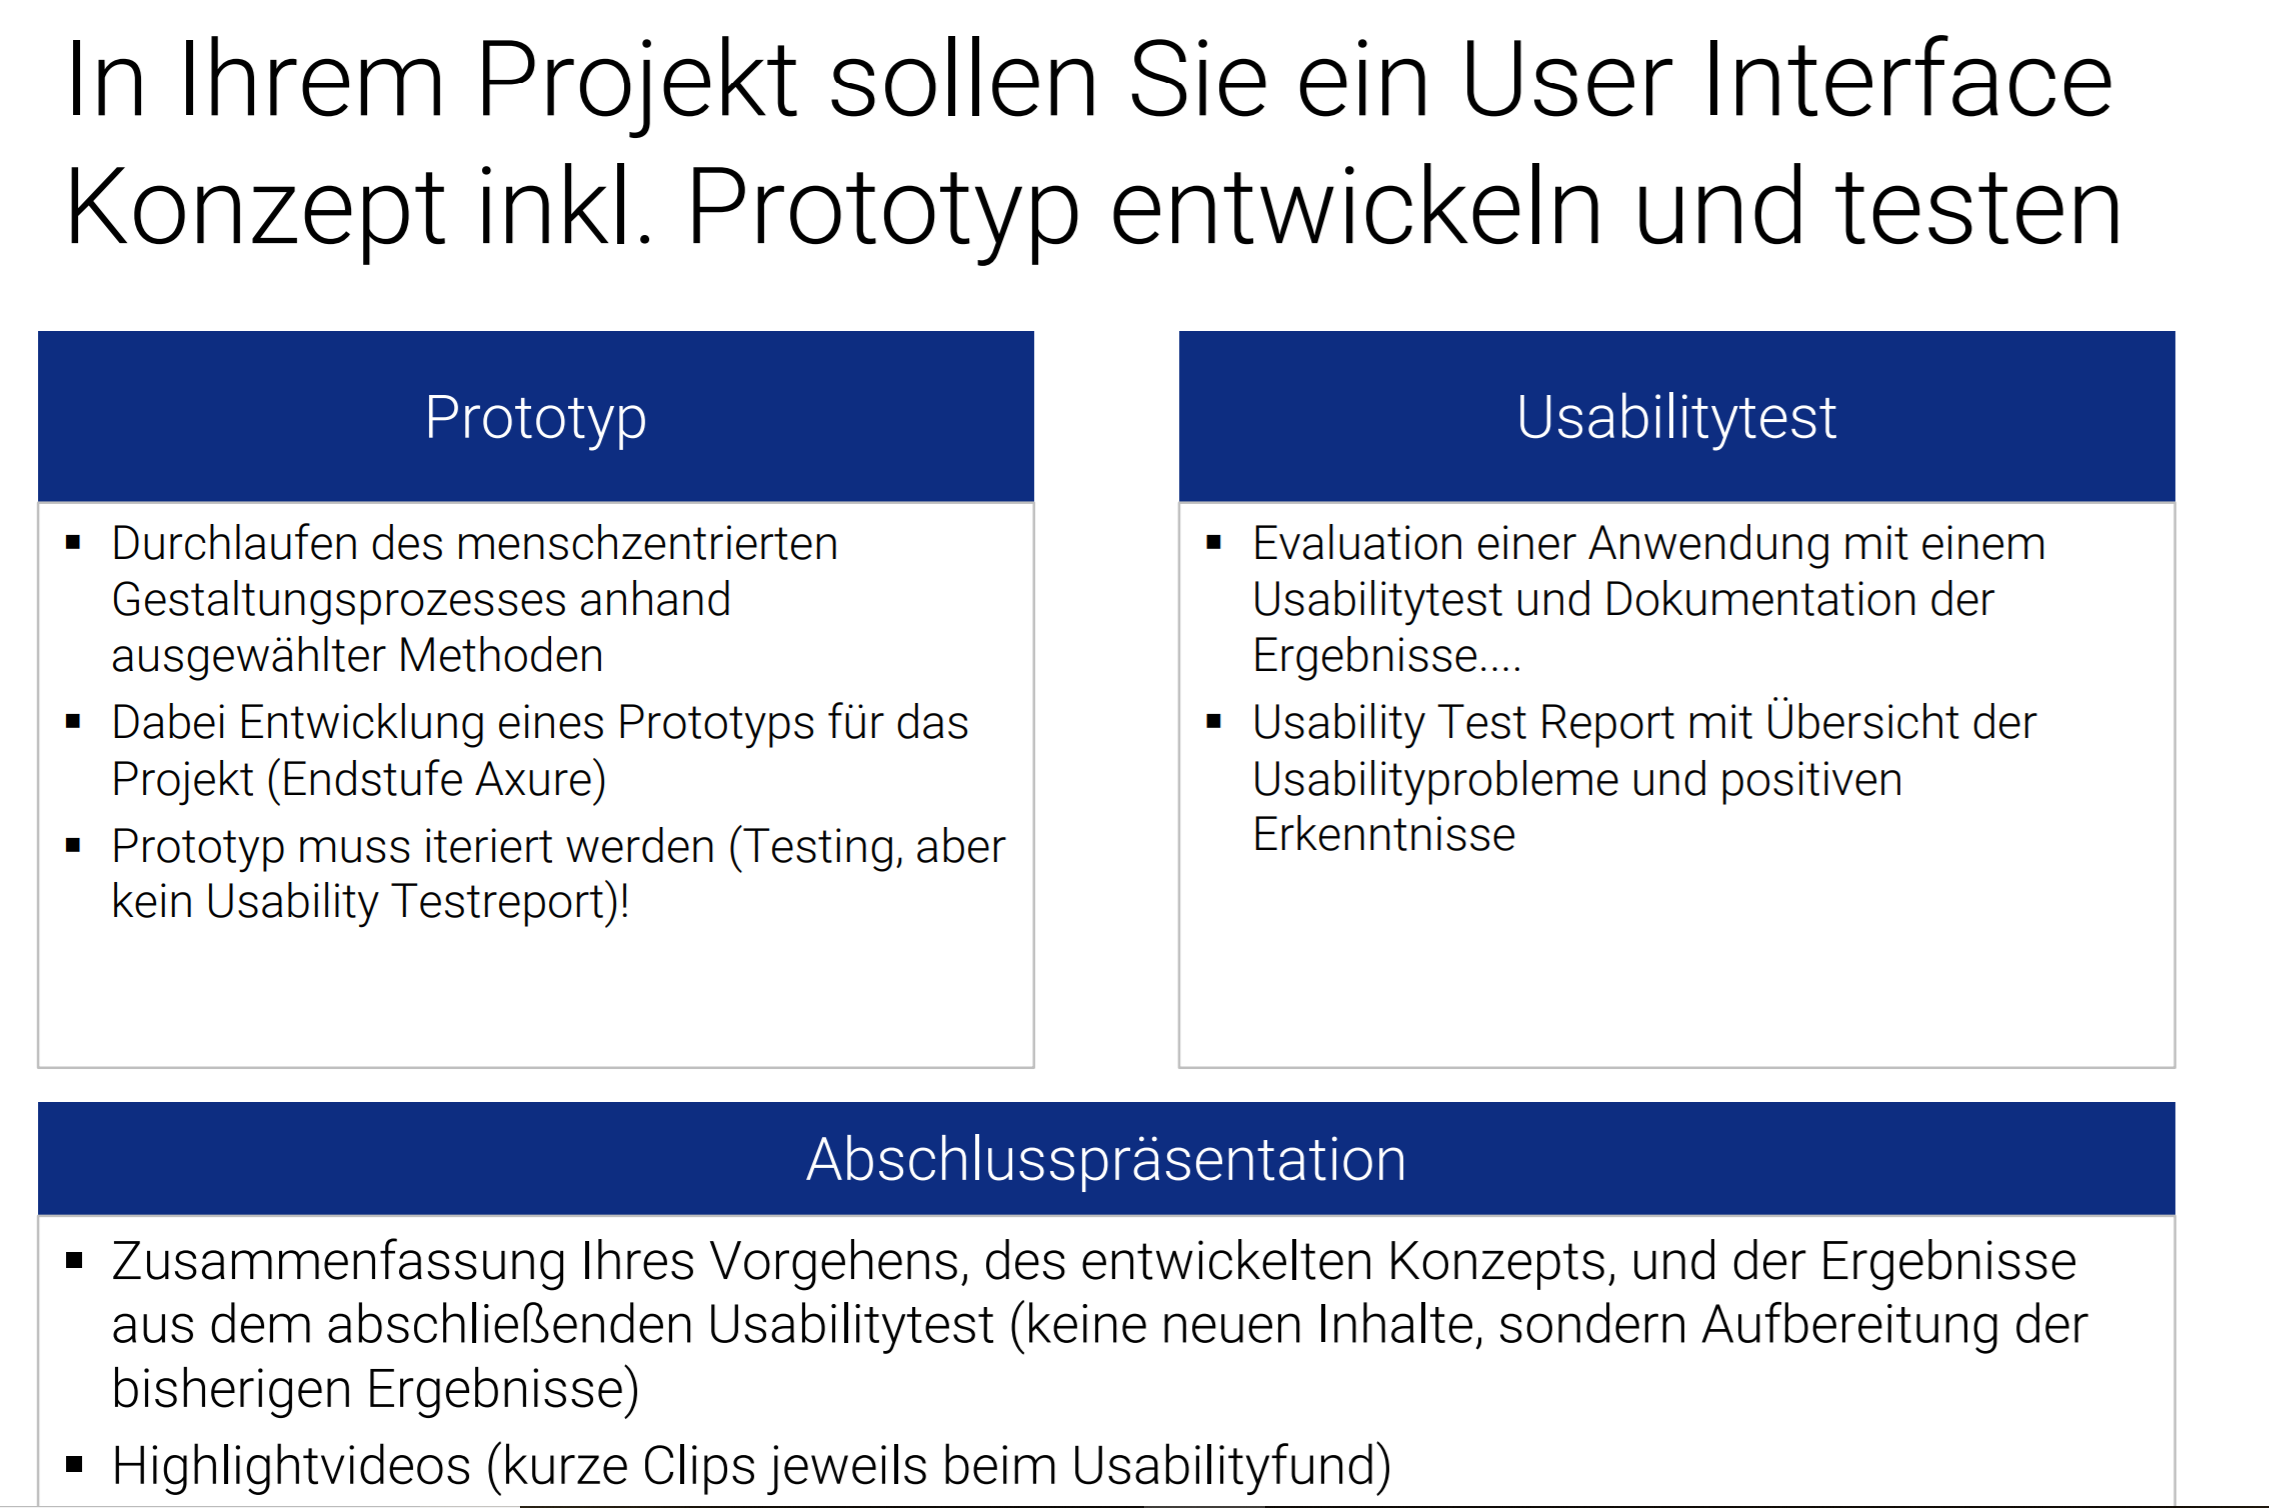 In Ihrem Projekt sollen Sie ein User Interface
Konzept inkl. Prototyp entwickeln und testen
Prototyp
▪ Durchlaufen des menschzentrierten
Gestaltungsprozesses anhand
ausgewählter Methoden
▪ Dabei Entwicklung eines Prototyps für das
Projekt (Endstufe Axure)
▪ Prototyp muss iteriert werden (Testing, aber
kein Usability Testreport)!
Usabilitytest
▪ Evaluation einer Anwendung mit einem
Usabilitytest und Dokumentation der
Ergebnisse....
▪ Usability Test Report mit Übersicht der
Usabilityprobleme und positiven
Erkenntnisse
Abschlusspräsentation
▪ Zusammenfassung Ihres Vorgehens, des entwickelten Konzepts, und der Ergebnisse
aus dem abschließenden Usabilitytest (keine neuen Inhalte, sondern Aufbereitung der
bisherigen Ergebnisse)
▪ Highlightvideos (kurze Clips jeweils beim Usabilityfund)